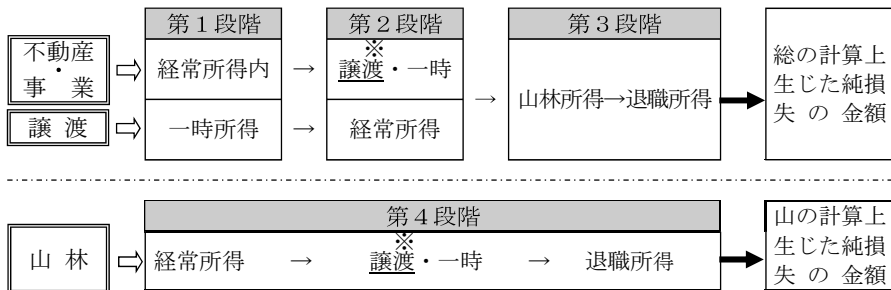 第１段階
第２段階
第３段階
不動産
・
事 業
経常所得内
→
※
譲渡・一時
→
山林所得→退職所得
総の計算上
生じた純損
失の金額
譲渡
一時所得
→
経常所得
第４段階
山林
経常所得
→
※
譲渡・一時
→
退職所得
山の計算上
生じた純損
失の金額